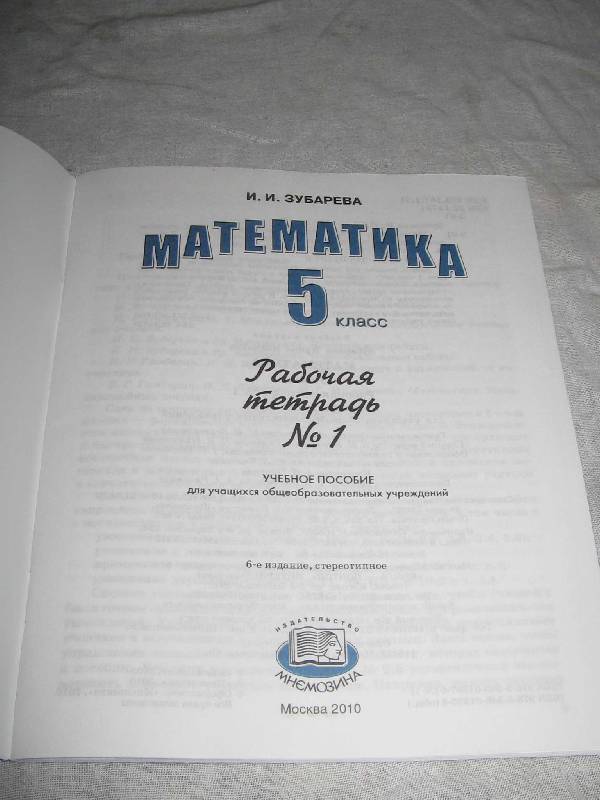 И. И. ЗУБАРЕВА
МАТЕМАТИКА
5
класс
Рабочая
тетрадь
№ 1
УЧЕБНОЕ ПОСОБИЕ
для учащихся общеобразовательных учреждений
6-е издание, стереотипное
ИЗДАТЕЛЬСТВО
МНЕМОЗИНА
Москва 2010